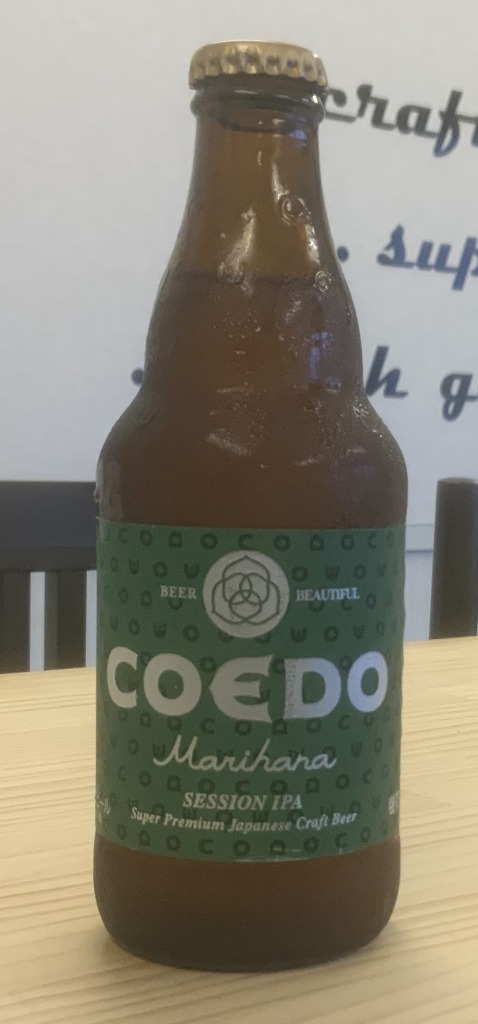 craft
. sup
. h g
BEER BEAUTIFUL
COEDO
Marihana
SESSION IPA
Super Premium Japanese Craft Beer